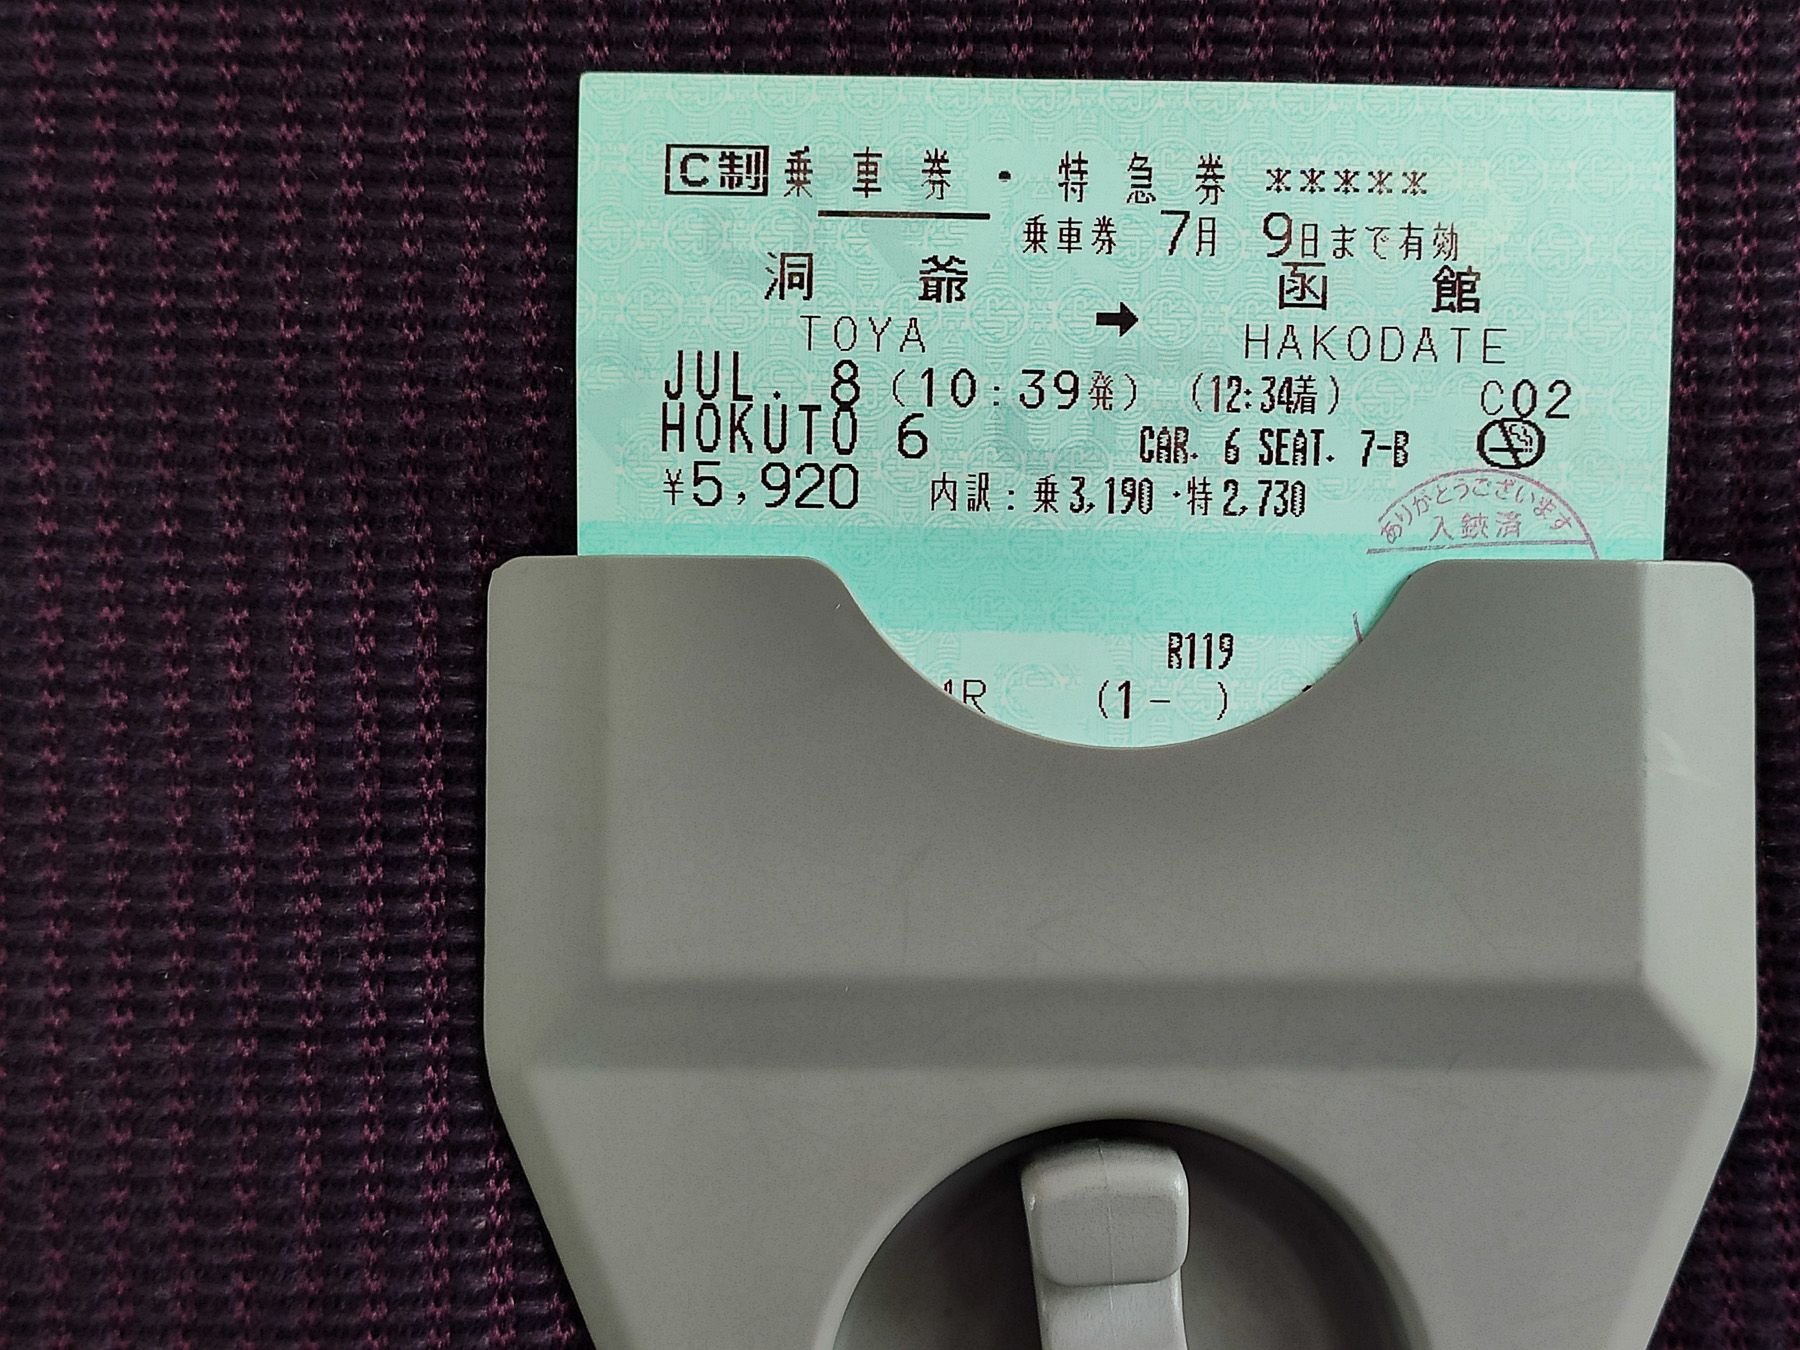 C制 乗車券・特急券 *****
乗車券 7月 9日まで有効
洞爺 → 函館
TOYA HAKODATE
JUL. 8 (10:39発) (12:34着) C02
HOKUTO 6 CAR. 6 SEAT. 7-B
¥5,920 内訳:乗3,190・特2,730
ありがとうございます
入鋏済
R119
(1- )